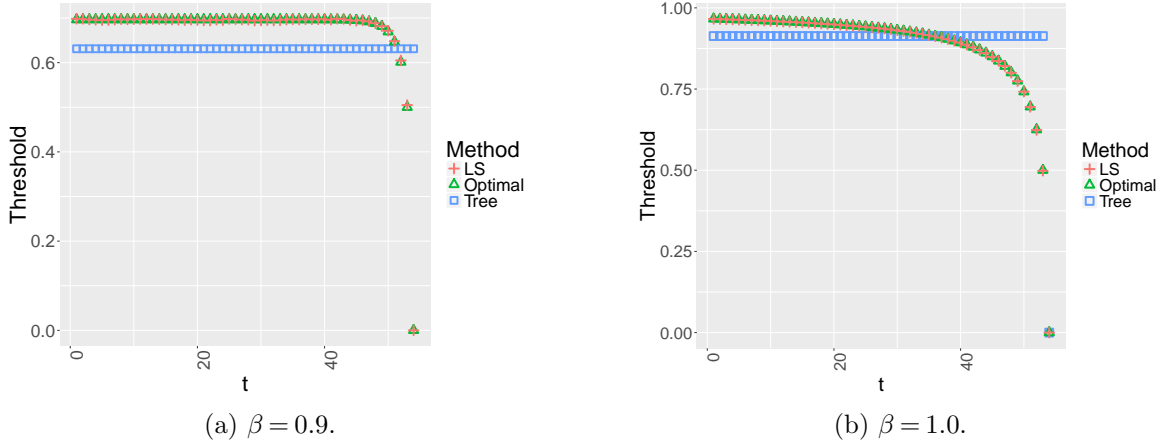 0.6
0.4
0.2
0.0
Threshold
0
20
40
t
Method
LS
Optimal
Tree
(a) β = 0.9.
1.00
0.75
0.50
0.25
0.00
Threshold
0
20
40
t
Method
LS
Optimal
Tree
(b) β = 1.0.